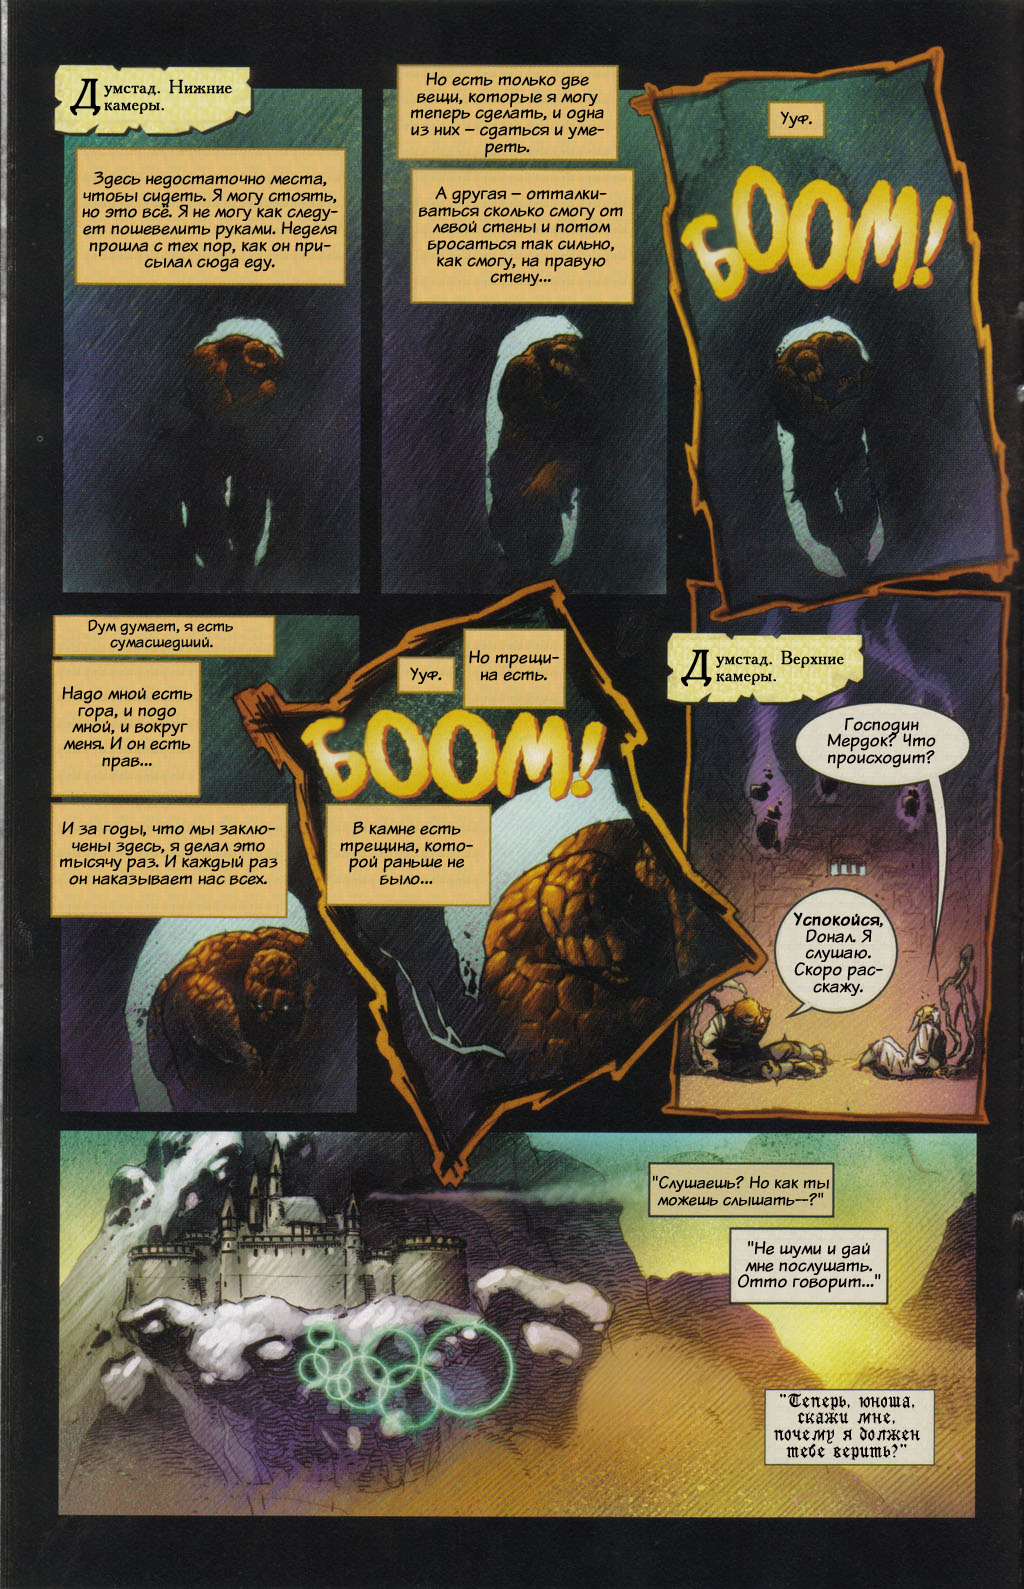 Думстад. Нижние
камеры.
Здесь недостаточно места,
чтобы сидеть. Я могу стоять,
но это всё. Я не могу как следу-
ет пошевелить руками. Неделя
прошла с тех пор, как он при-
сылал сюда еду.
Но есть только две
вещи, которые я могу
теперь сделать, и одна
из них – сдаться и уме-
реть.
А другая – отталки-
ваться сколько смогу от
левой стены и потом
бросаться так сильно,
как смогу, на правую
стену...
Ууф.
БООМ!
Дум думает, я есть
сумасшедший.
Надо мной есть
гора, и подо
мной, и вокруг
меня. И он есть
прав...
И за годы, что мы заклю-
чены здесь, я делал это
тысячу раз. И каждый раз
он наказывает нас всех.
Ууф.
Но трещи-
на есть.
БООМ!
В камне есть
трещина, кото-
рой раньше не
было...
Думстад. Верхние
камеры.
Господин
Мердок? Что
происходит?
Успокойся,
Донал. Я
слушаю.
Скоро рас-
скажу.
"Слушаешь? Но как ты
можешь слышать--?"
"Не шуми и дай
мне послушать.
Отто говорит..."
"Теперь, юноша,
скажи мне,
почему я должен
тебе верить?"